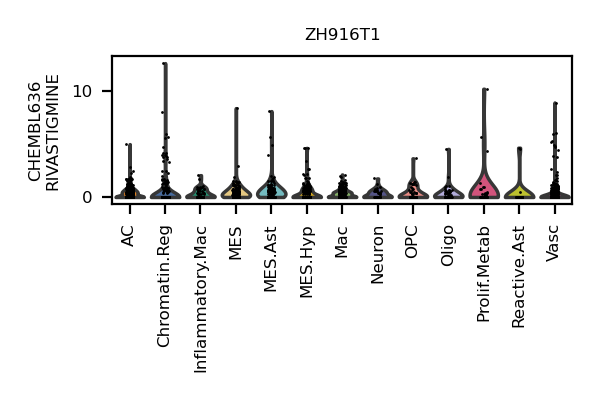 ZH916T1
CHEMBL636
RIVASTIGMINE
10
0
AC
Chromatin.Reg
Inflammatory.Mac
MES
MES.Ast
MES.Hyp
Mac
Neuron
OPC
Oligo
Prolif.Metab
Reactive.Ast
Vasc